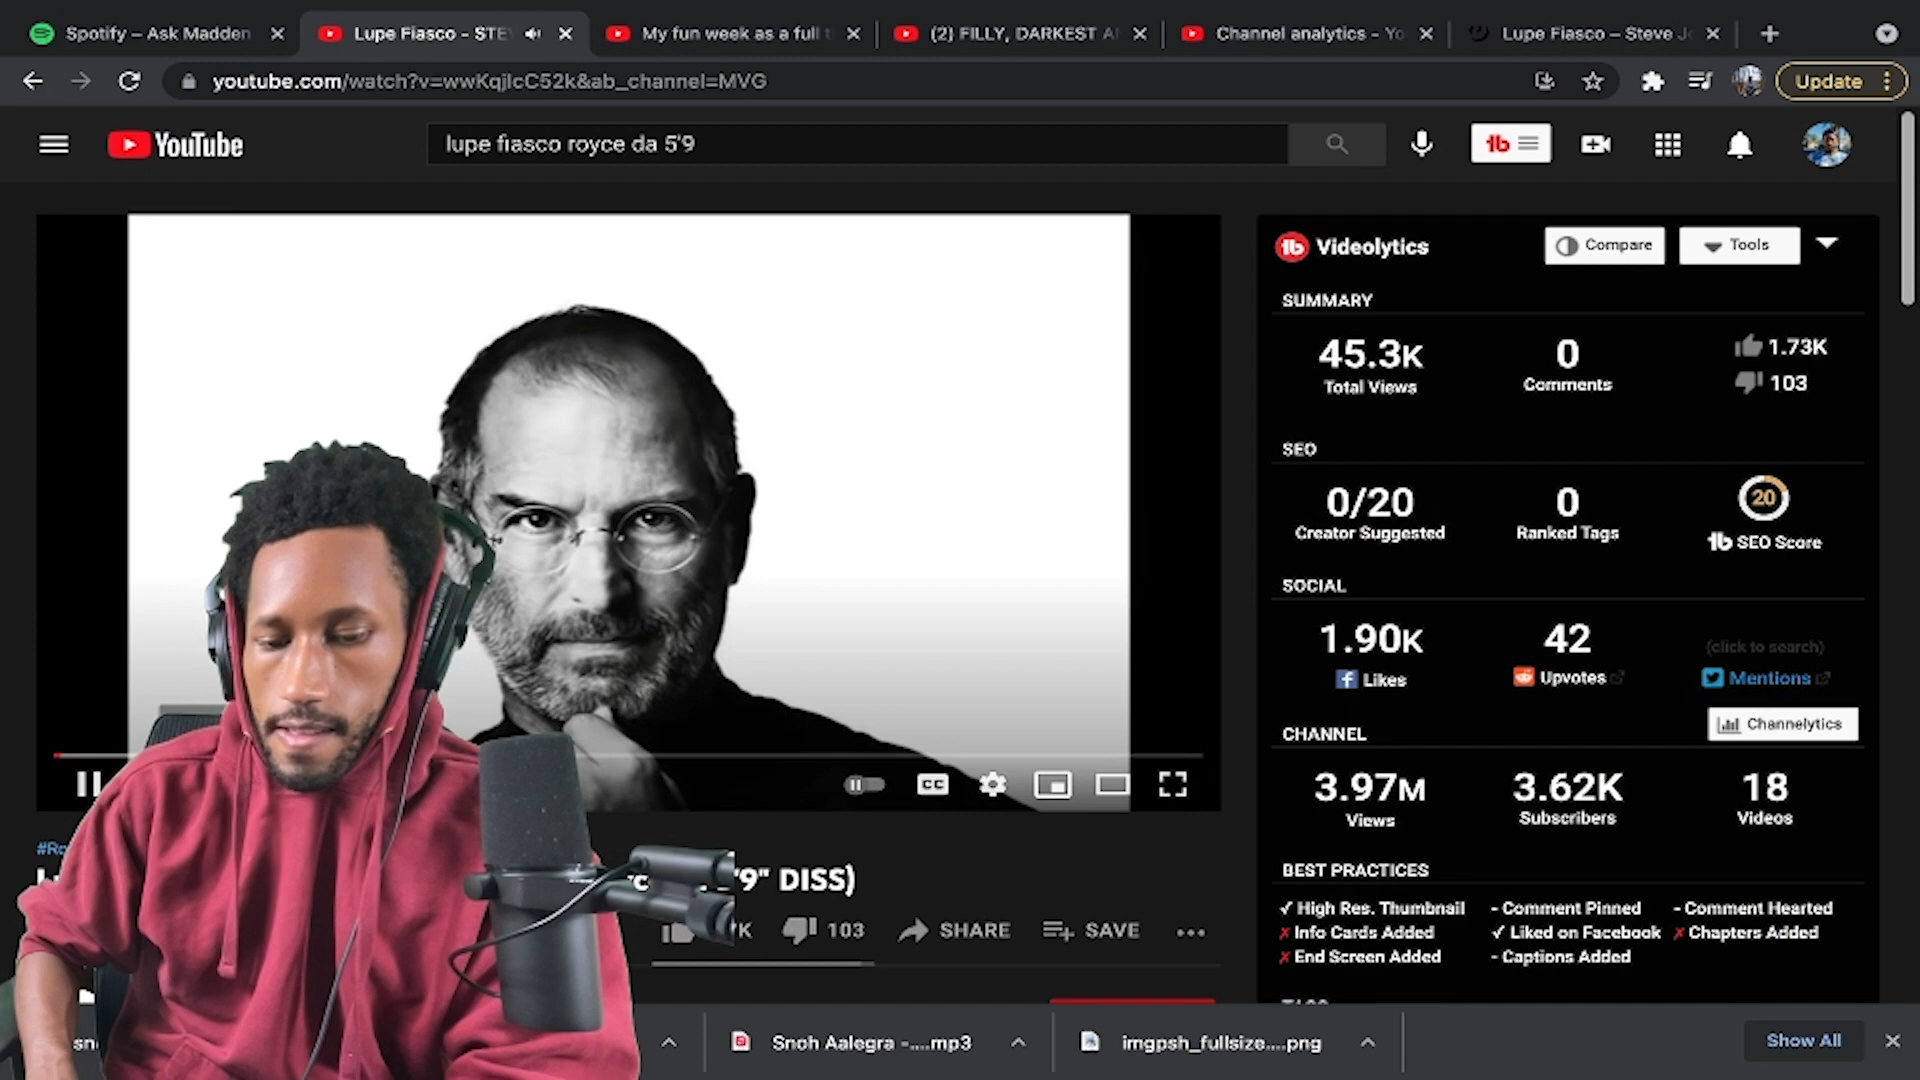 Spotify – Ask Madden
Lupe Fiasco - STE
My fun week as a full t
(2) FILLY, DARKEST A
Channel analytics - Yo
Lupe Fiasco – Steve Jo
youtube.com/watch?v=wwKqjlcC52k&ab_channel=MVG
Update
YouTube
lupe fiasco royce da 5'9
tb
tb Videolytics
Compare
Tools
SUMMARY
45.3K
Total Views
0
Comments
1.73K
103
SEO
0/20
Creator Suggested
0
Ranked Tags
20
tb SEO Score
SOCIAL
1.90K
Likes
42
Upvotes
(click to search)
Mentions
CHANNEL
Channelytics
3.97M
Views
3.62K
Subscribers
18
Videos
BEST PRACTICES
✓ High Res. Thumbnail
- Comment Pinned
- Comment Hearted
✗ Info Cards Added
✓ Liked on Facebook
✗ Chapters Added
✗ End Screen Added
- Captions Added
CC
'9" DISS)
K
103
SHARE
SAVE
Snoh Aalegra -....mp3
imgpsh_fullsize....png
Show All